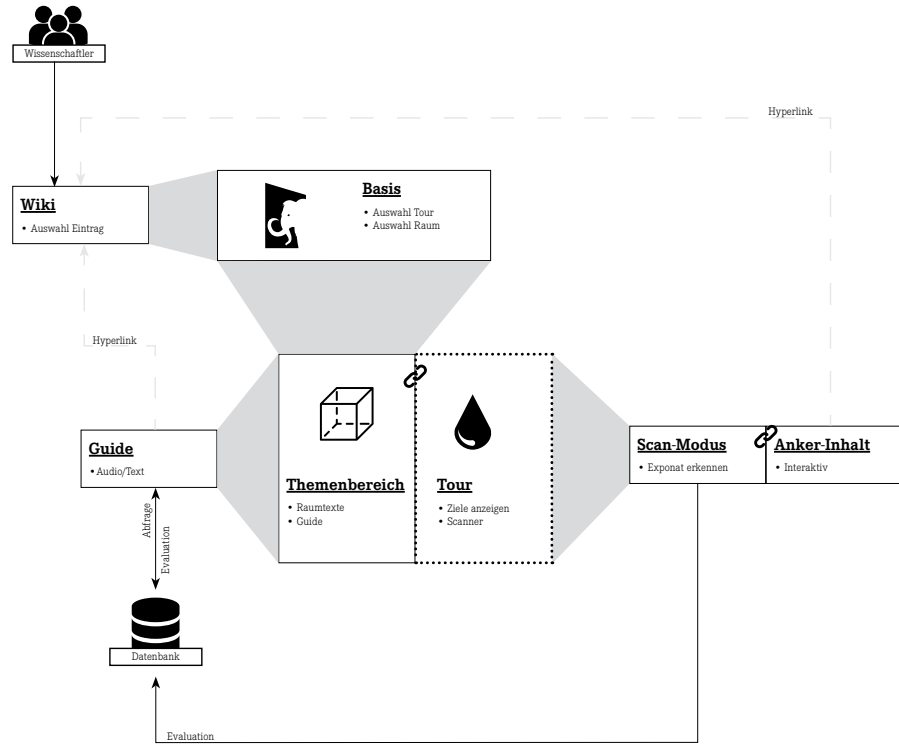 Wissenschaftler
Hyperlink
Wiki
• Auswahl Eintrag
Basis
• Auswahl Tour
• Auswahl Raum
Hyperlink
Guide
•Audio/Text
Themenbereich
• Raumtexte
• Guide
Tour
• Ziele anzeigen
• Scanner
Scan-Modus
• Exponat erkennen
Anker-Inhalt
• Interaktiv
Abfrage
Evaluation
Datenbank
Evaluation